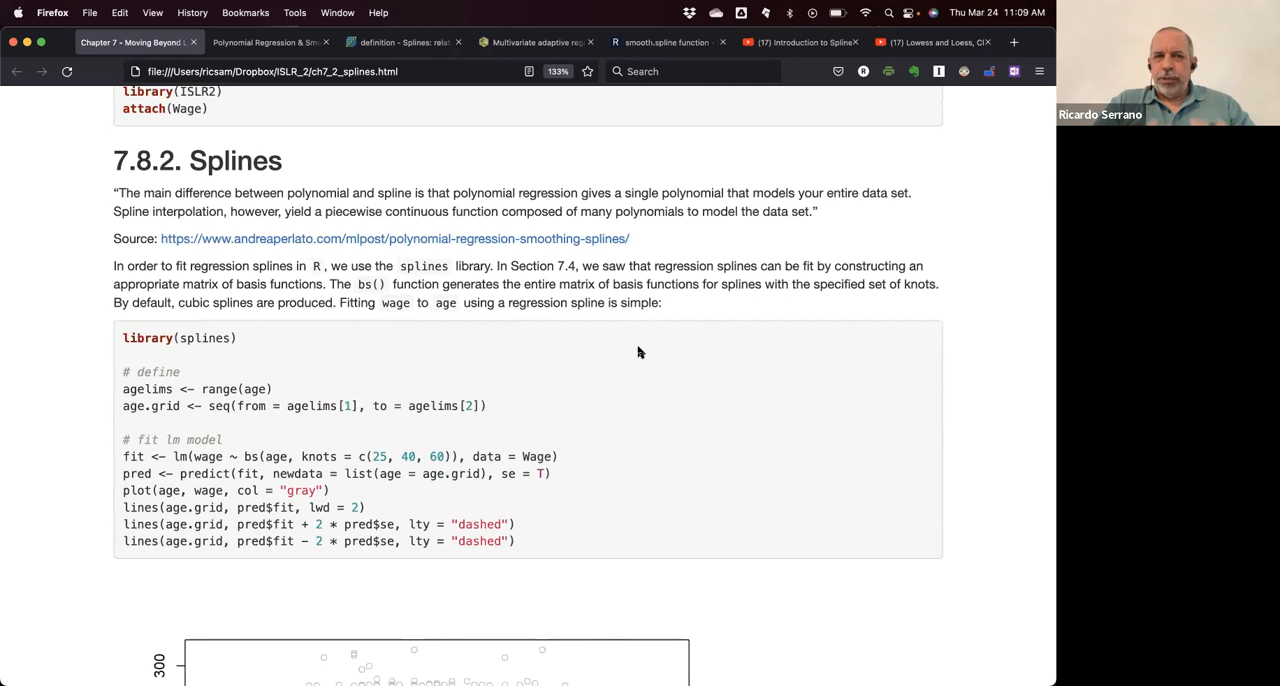 Firefox File Edit View History Bookmarks Tools Window Help Thu Mar 24 11:09 AM
Chapter 7 - Moving Beyond L Polynomial Regression & Smo definition - Splines: relat Multivariate adaptive reg smooth.spline function - (17) Introduction to Splines (17) Lowess and Loess, Cl
file:///Users/ricsam/Dropbox/ISLR_2/ch7_2_splines.html 133% Search
Ricardo Serrano
library(ISLR2)
attach(Wage)
7.8.2. Splines
“The main difference between polynomial and spline is that polynomial regression gives a single polynomial that models your entire data set.
Spline interpolation, however, yield a piecewise continuous function composed of many polynomials to model the data set.”
Source: https://www.andreaperlato.com/mlpost/polynomial-regression-smoothing-splines/
In order to fit regression splines in R, we use the splines library. In Section 7.4, we saw that regression splines can be fit by constructing an
appropriate matrix of basis functions. The bs() function generates the entire matrix of basis functions for splines with the specified set of knots.
By default, cubic splines are produced. Fitting wage to age using a regression spline is simple:
library(splines)
# define
agelims <- range(age)
age.grid <- seq(from = agelims[1], to = agelims[2])
# fit lm model
fit <- lm(wage ~ bs(age, knots = c(25, 40, 60)), data = Wage)
pred <- predict(fit, newdata = list(age = age.grid), se = T)
plot(age, wage, col = "gray")
lines(age.grid, pred$fit, lwd = 2)
lines(age.grid, pred$fit + 2 * pred$se, lty = "dashed")
lines(age.grid, pred$fit - 2 * pred$se, lty = "dashed")
300